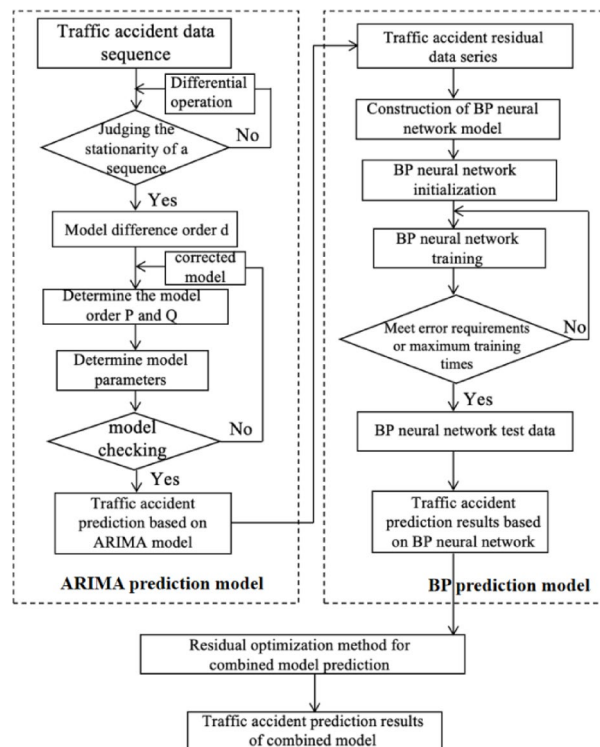 Traffic accident data
sequence
Differential
operation
Judging the
stationarity of a
sequence
No
Yes
Model difference order d
corrected
model
Determine the model
order P and Q
Determine model
parameters
model
checking
No
Yes
Traffic accident
prediction based on
ARIMA model
ARIMA prediction model
Traffic accident residual
data series
Construction of BP neural
network model
BP neural network
initialization
BP neural network
training
Meet error requirements
or maximum training
times
No
Yes
BP neural network test data
Traffic accident
prediction results based
on BP neural network
BP prediction model
Residual optimization method for
combined model prediction
Traffic accident prediction results
of combined model